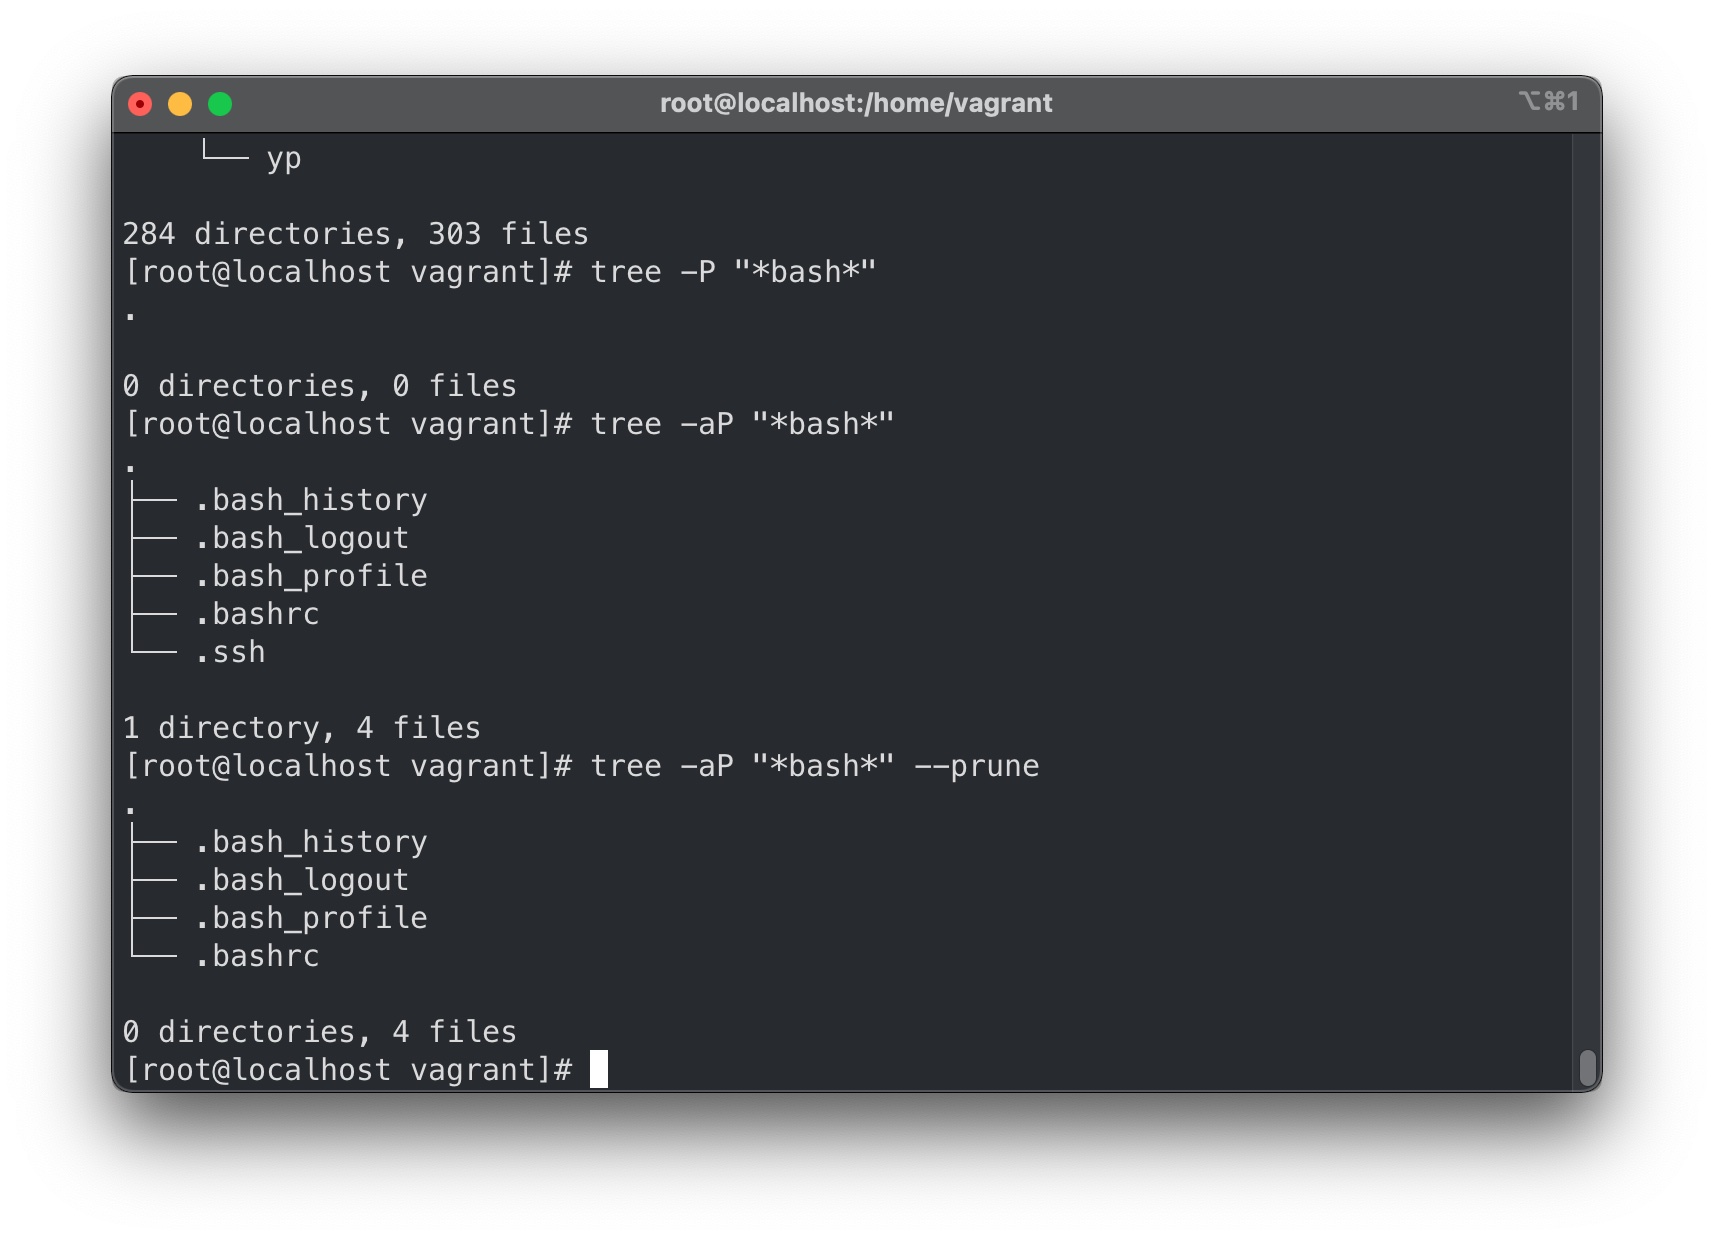 root@localhost:/home/vagrant
⌥⌘1
└── yp
284 directories, 303 files
[root@localhost vagrant]# tree -P "*bash*"
.
0 directories, 0 files
[root@localhost vagrant]# tree -aP "*bash*"
.
├── .bash_history
├── .bash_logout
├── .bash_profile
├── .bashrc
└── .ssh
1 directory, 4 files
[root@localhost vagrant]# tree -aP "*bash*" --prune
.
├── .bash_history
├── .bash_logout
├── .bash_profile
└── .bashrc
0 directories, 4 files
[root@localhost vagrant]#